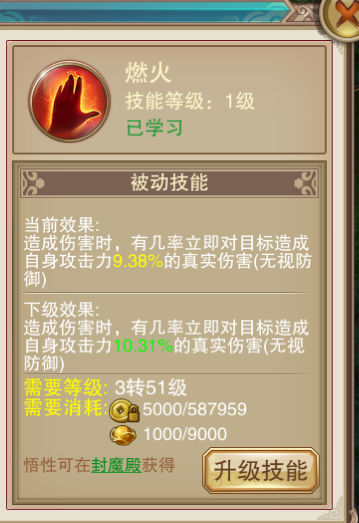 燃火
技能等级：1级
已学习
被动技能
当前效果:
造成伤害时，有几率立即对目标造成
自身攻击力9.38%的真实伤害(无视防
御)
下级效果:
造成伤害时，有几率立即对目标造成
自身攻击力10.31%的真实伤害(无视
防御)
需要等级: 3转51级
需要消耗: 5000/587959
1000/9000
悟性可在封魔殿获得
升级技能